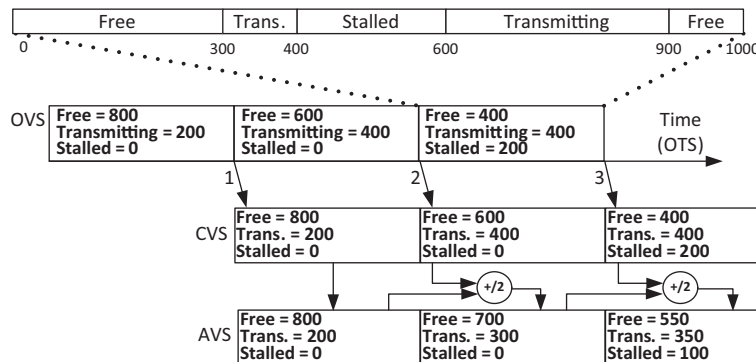 Free Trans. Stalled Transmitting Free
0 300 400 600 900 1000
OVS
Free = 800
Transmitting = 200
Stalled = 0
Free = 600
Transmitting = 400
Stalled = 0
Free = 400
Transmitting = 400
Stalled = 200
Time
(OTS)
1 2 3
CVS
Free = 800
Trans. = 200
Stalled = 0
Free = 600
Trans. = 400
Stalled = 0
Free = 400
Trans. = 400
Stalled = 200
+/2 +/2
AVS
Free = 800
Trans. = 200
Stalled = 0
Free = 700
Trans. = 300
Stalled = 0
Free = 550
Trans. = 350
Stalled = 100